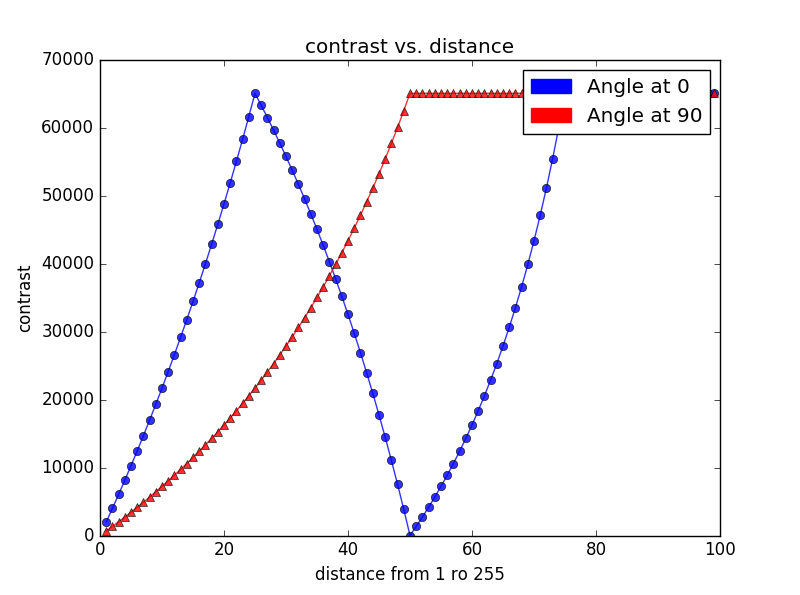 contrast vs. distance
70000
60000
50000
40000
30000
20000
10000
0
contrast
Angle at 0
Angle at 90
0 20 40 60 80 100
distance from 1 ro 255